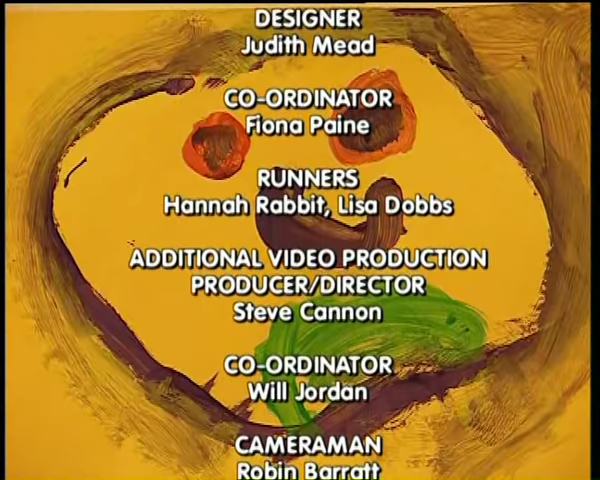 DESIGNER
Judith Mead
CO-ORDINATOR
Fiona Paine
RUNNERS
Hannah Rabbit, Lisa Dobbs
ADDITIONAL VIDEO PRODUCTION
PRODUCER/DIRECTOR
Steve Cannon
CO-ORDINATOR
Will Jordan
CAMERAMAN
Robin Barratt